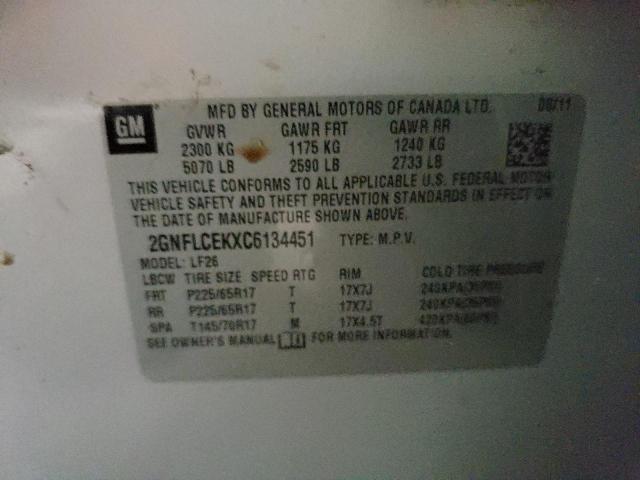 GM
MFD BY GENERAL MOTORS OF CANADA LTD. 08/11
GVWR GAWR FRT GAWR RR
2300 KG 1175 KG 1240 KG
5070 LB 2590 LB 2733 LB
THIS VEHICLE CONFORMS TO ALL APPLICABLE U.S. FEDERAL MOTOR
VEHICLE SAFETY AND THEFT PREVENTION STANDARDS IN EFFECT ON
THE DATE OF MANUFACTURE SHOWN ABOVE.
2GNFLCEKXC6134451 TYPE: M.P.V.
MODEL: LF26
LBCW TIRE SIZE SPEED RTG RIM COLD TIRE PRESSURE
FRT P225/65R17 T 17X7J 240KPA(35PSI)
RR P225/65R17 T 17X7J 240KPA(35PSI)
SPA T145/70R17 M 17X4.5T 420KPA(60PSI)
SEE OWNER'S MANUAL FOR MORE INFORMATION.